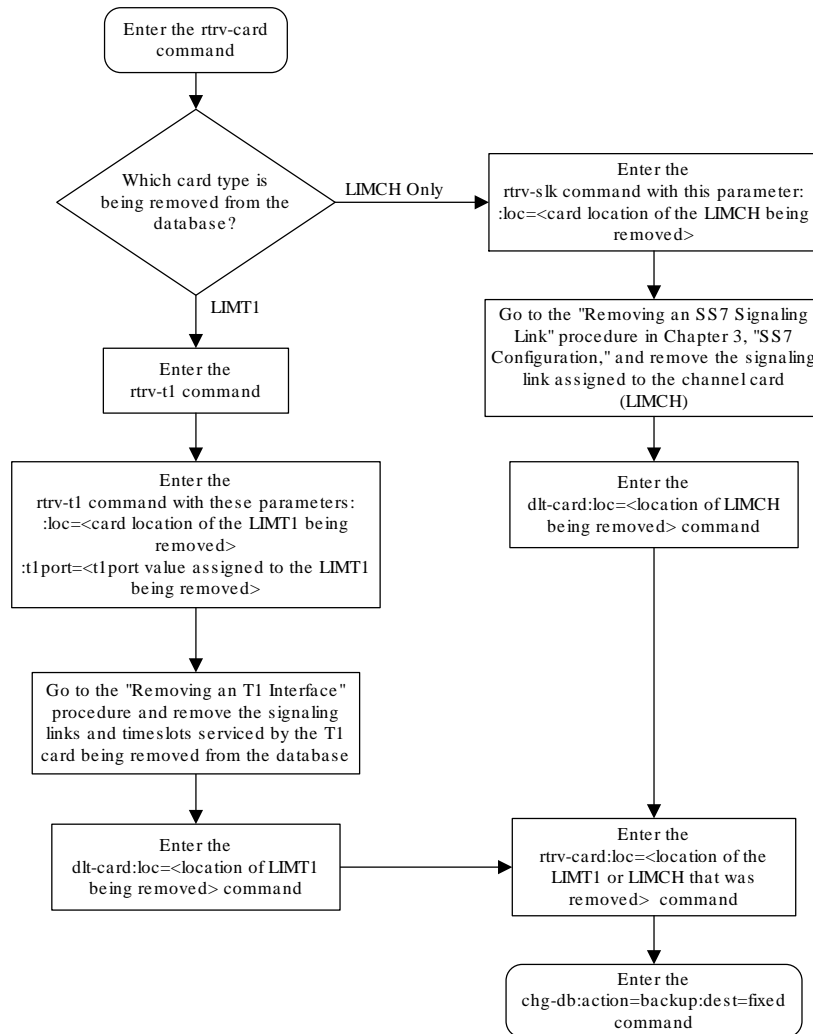 Enter the rtrv-card
command
Which card type is
being removed from the
database?
LIMCH Only
LIMT1
Enter the
rtrv-t1 command
Enter the
rtrv-t1 command with these parameters:
:loc=<card location of the LIMT1 being
removed>
:t1port=<t1port value assigned to the LIMT1
being removed>
Go to the "Removing an T1 Interface"
procedure and remove the signaling
links and timeslots serviced by the T1
card being removed from the database
Enter the
dlt-card:loc=<location of LIMT1
being removed> command
Enter the
rtrv-slk command with this parameter:
:loc=<card location of the LIMCH being
removed>
Go to the "Removing an SS7 Signaling
Link" procedure in Chapter 3, "SS7
Configuration," and remove the signaling
link assigned to the channel card
(LIMCH)
Enter the
dlt-card:loc=<location of LIMCH
being removed> command
Enter the
rtrv-card:loc=<location of the
LIMT1 or LIMCH that was
removed> command
Enter the
chg-db:action=backup:dest=fixed
command